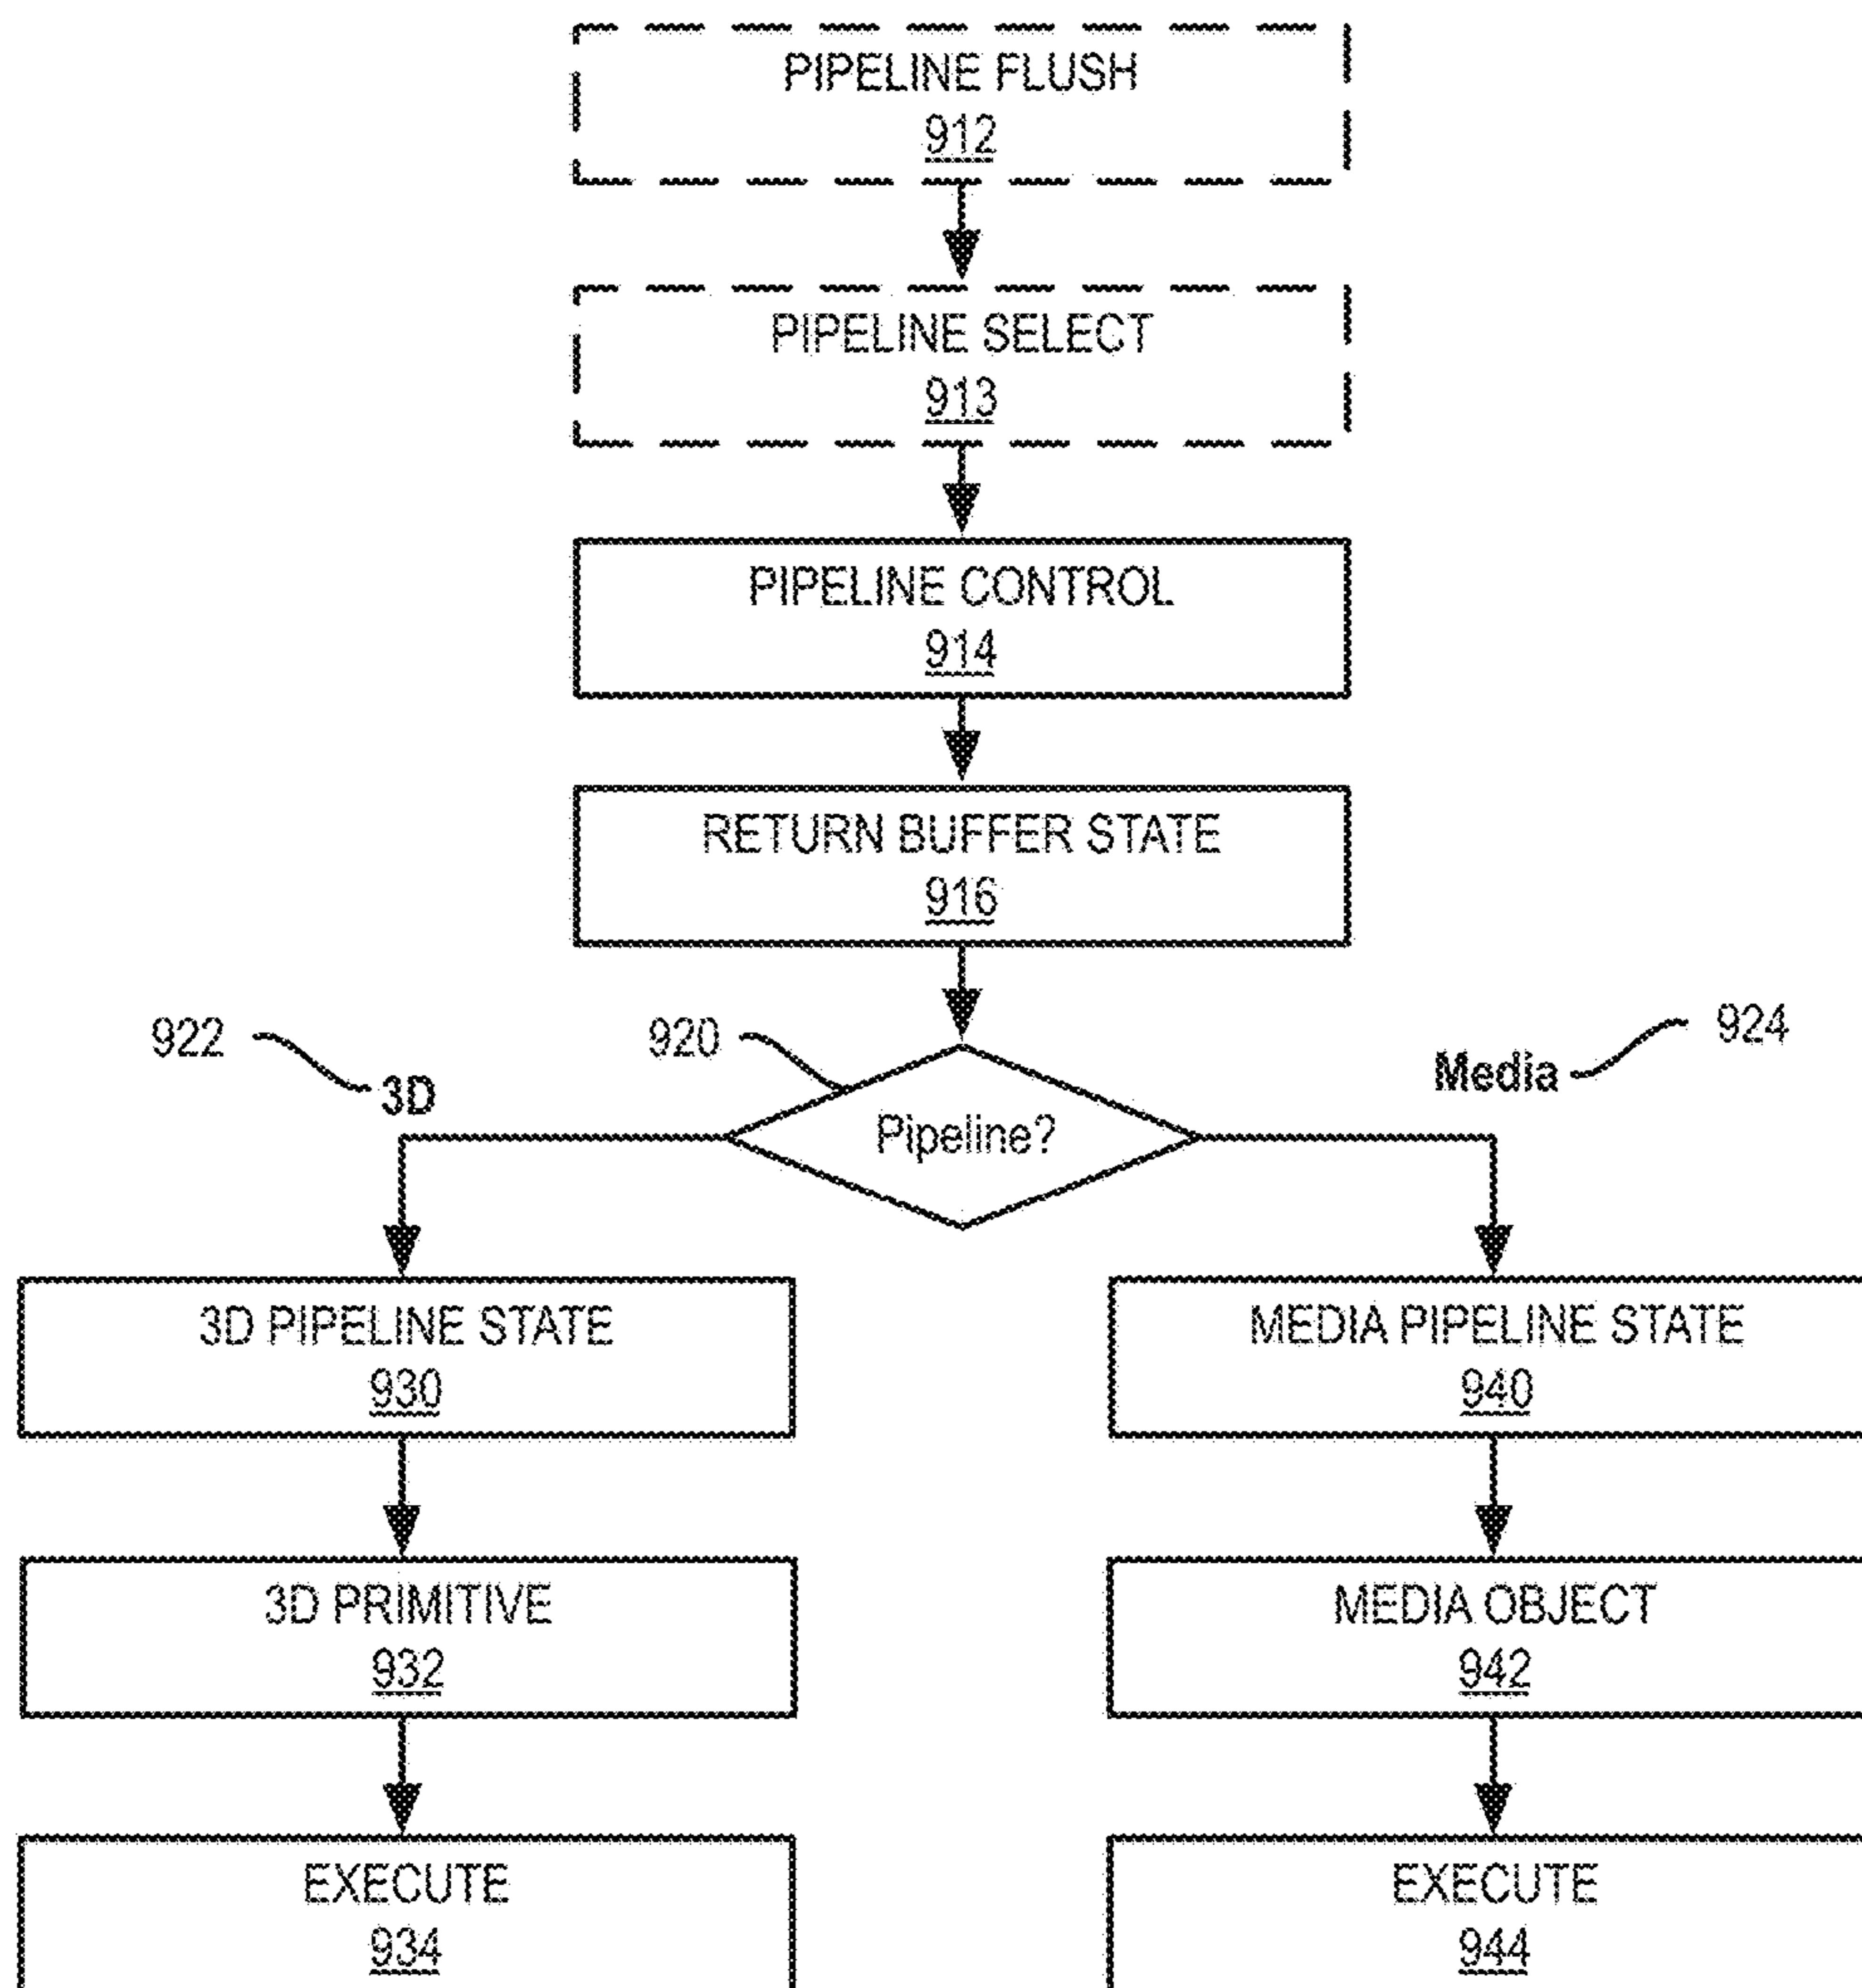 PIPELINE FLUSH
912
PIPELINE SELECT
913
PIPELINE CONTROL
914
RETURN BUFFER STATE
916
922
3D
920
Pipeline?
Media
924
3D PIPELINE STATE
930
MEDIA PIPELINE STATE
940
3D PRIMITIVE
932
MEDIA OBJECT
942
EXECUTE
934
EXECUTE
944